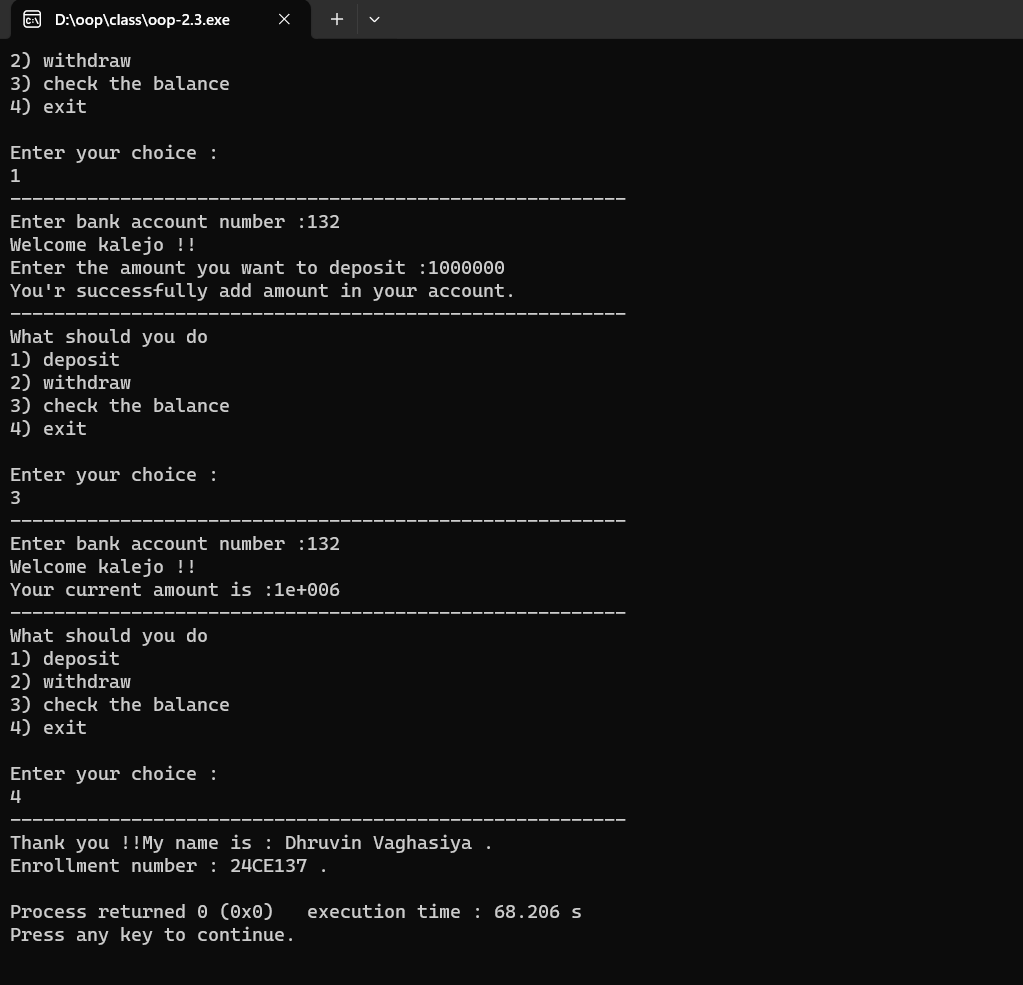 D:\oop\class\oop-2.3.exe
2) withdraw
3) check the balance
4) exit
Enter your choice :
1
--------------------------------------------------------
Enter bank account number :132
Welcome kalejo !!
Enter the amount you want to deposit :1000000
You'r successfully add amount in your account.
--------------------------------------------------------
What should you do
1) deposit
2) withdraw
3) check the balance
4) exit
Enter your choice :
3
--------------------------------------------------------
Enter bank account number :132
Welcome kalejo !!
Your current amount is :1e+006
--------------------------------------------------------
What should you do
1) deposit
2) withdraw
3) check the balance
4) exit
Enter your choice :
4
--------------------------------------------------------
Thank you !!My name is : Dhruvin Vaghasiya .
Enrollment number : 24CE137 .
Process returned 0 (0x0)   execution time : 68.206 s
Press any key to continue.